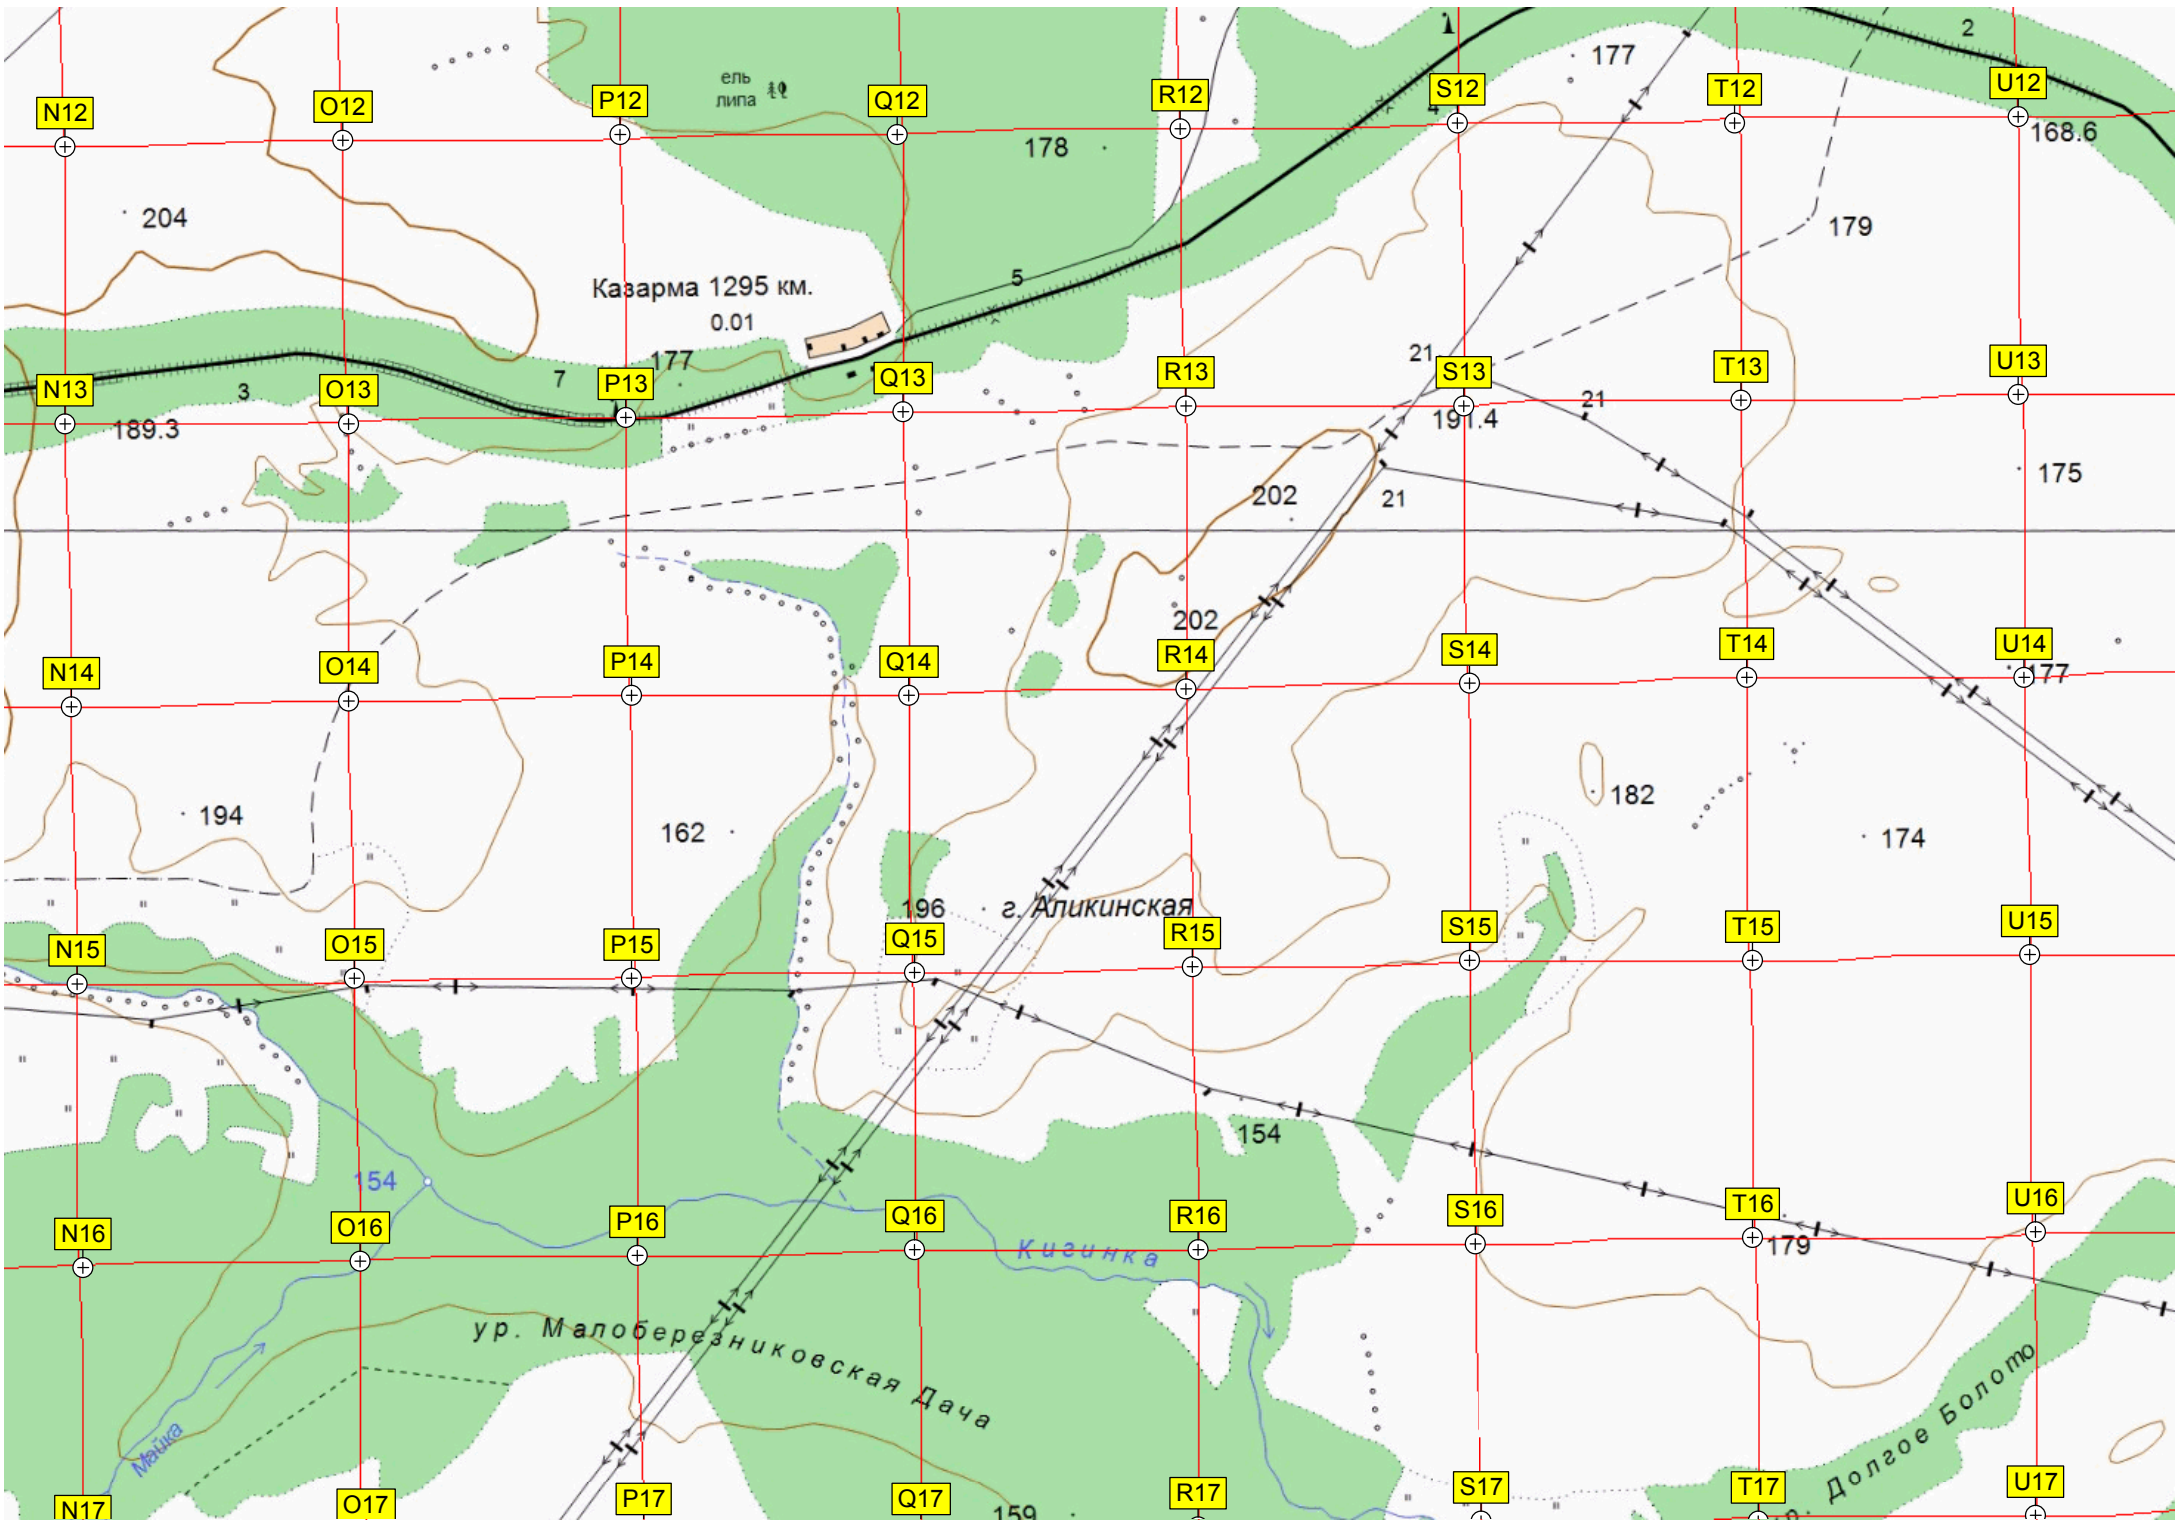 2
177
ель
липа
N12
O12
P12
Q12
R12
S12
T12
U12
4
178
168.6
204
179
5
Казарма 1295 км.
0.01
177
21
7
3
N13
O13
P13
Q13
R13
S13
T13
U13
21
189.3
191.4
202
21
175
202
N14
O14
P14
Q14
R14
S14
T14
U14
177
194
162
182
174
196
г. Аликинская
N15
O15
P15
Q15
R15
S15
T15
U15
154
154
N16
O16
P16
Q16
R16
S16
T16
U16
Кигинка
179
ур. Малоберезниковская Дача
Майка
р. Долгое Болото
N17
O17
P17
Q17
R17
S17
T17
U17
159